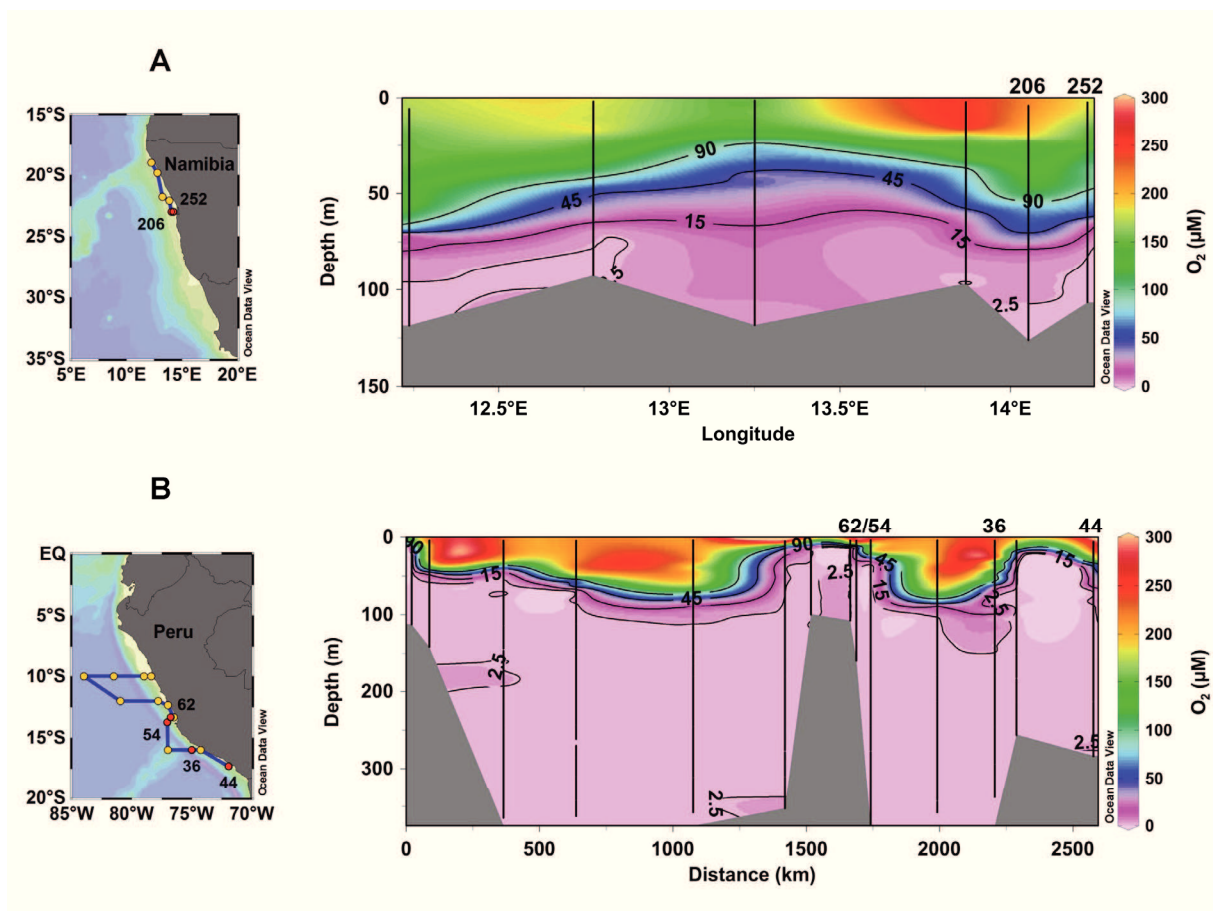 A
15°S
20°S
25°S
30°S
35°S
5°E 10°E 15°E 20°E
Namibia
252
206
Ocean Data View
206 252
0
50
100
150
Depth (m)
90
45
15
45
15
90
2.5
12.5°E 13°E 13.5°E 14°E
Longitude
Ocean Data View
300
250
200
150
100
50
0
O2 (µM)
B
EQ
5°S
10°S
15°S
20°S
85°W 80°W 75°W 70°W
Peru
62
54
36
44
Ocean Data View
62/54 36 44
0
100
200
300
Depth (m)
90
15
45
90
2.5
45
15
2.5
15
2.5
2.5
2.5
0 500 1000 1500 2000 2500
Distance (km)
Ocean Data View
300
250
200
150
100
50
0
O2 (µM)